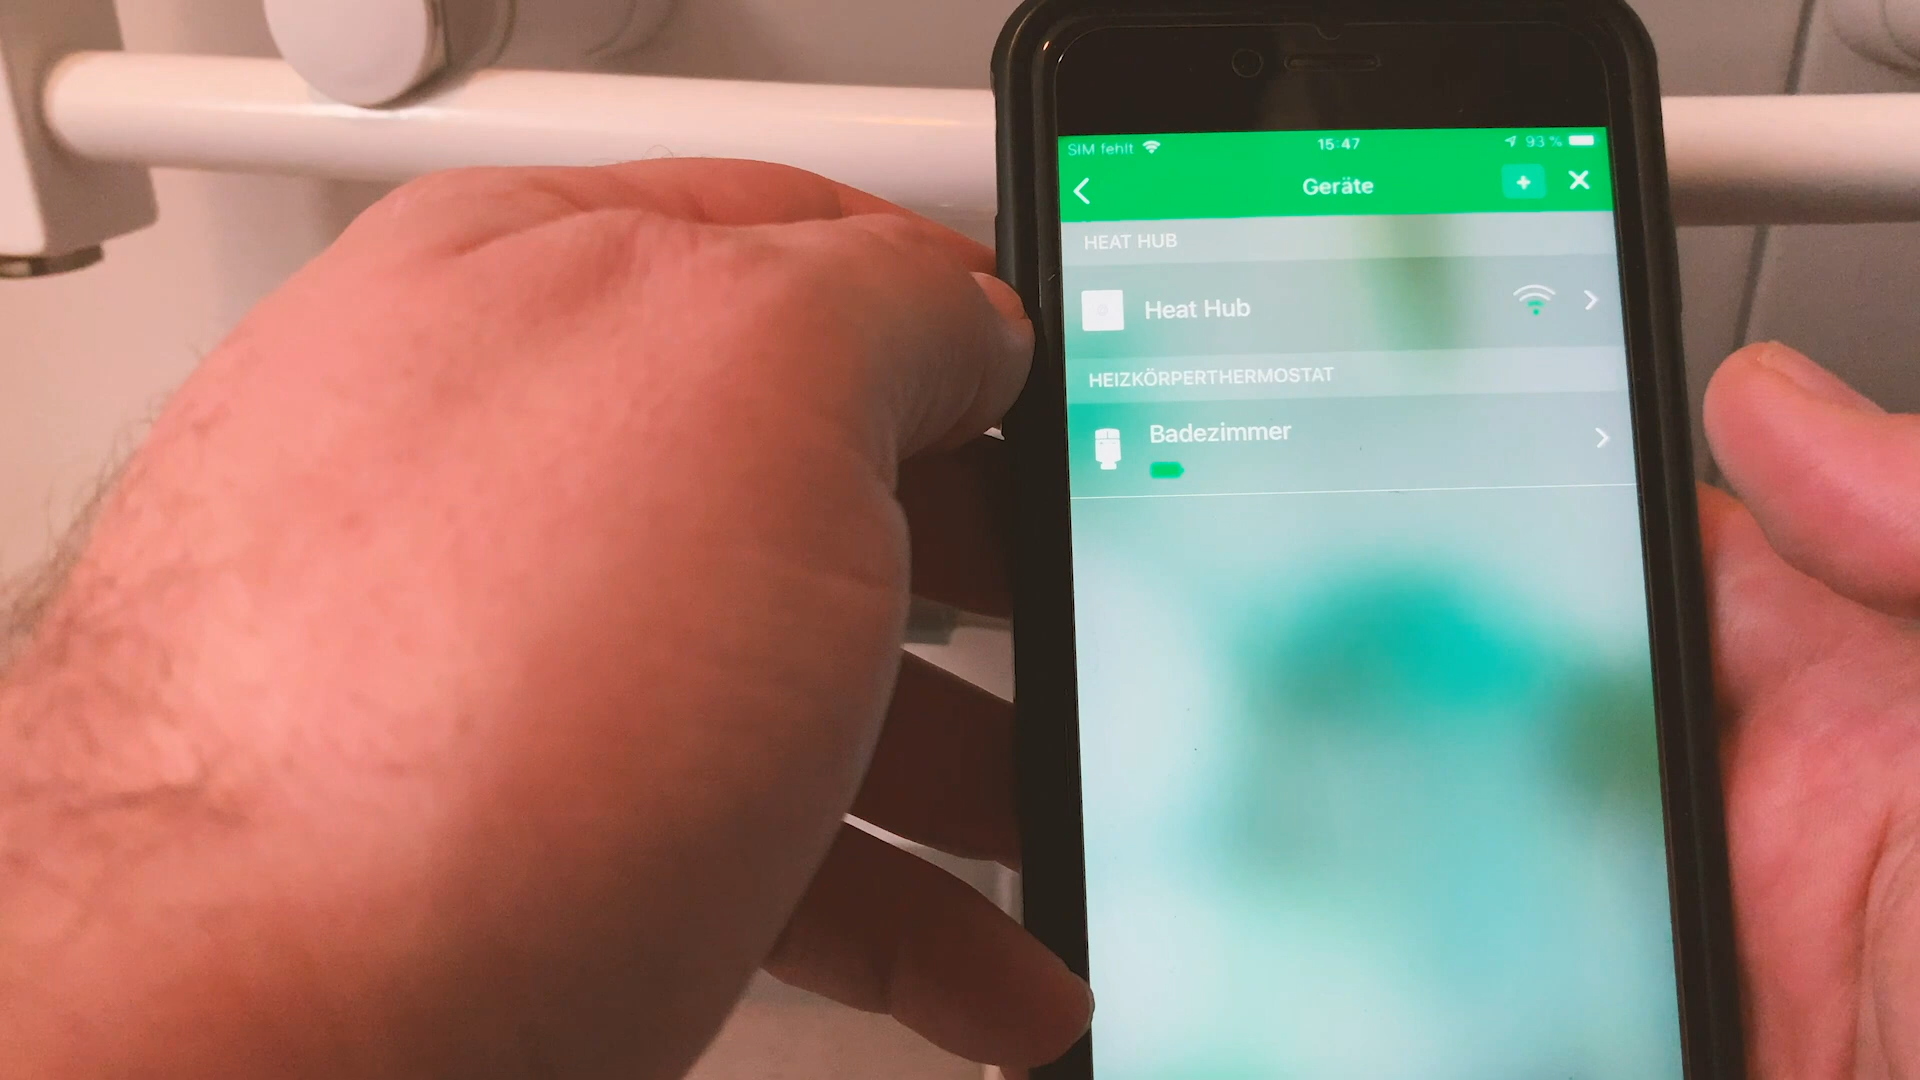 SIM fehlt 15:47 93 %
Geräte
HEAT HUB
Heat Hub
HEIZKÖRPERTHERMOSTAT
Badezimmer